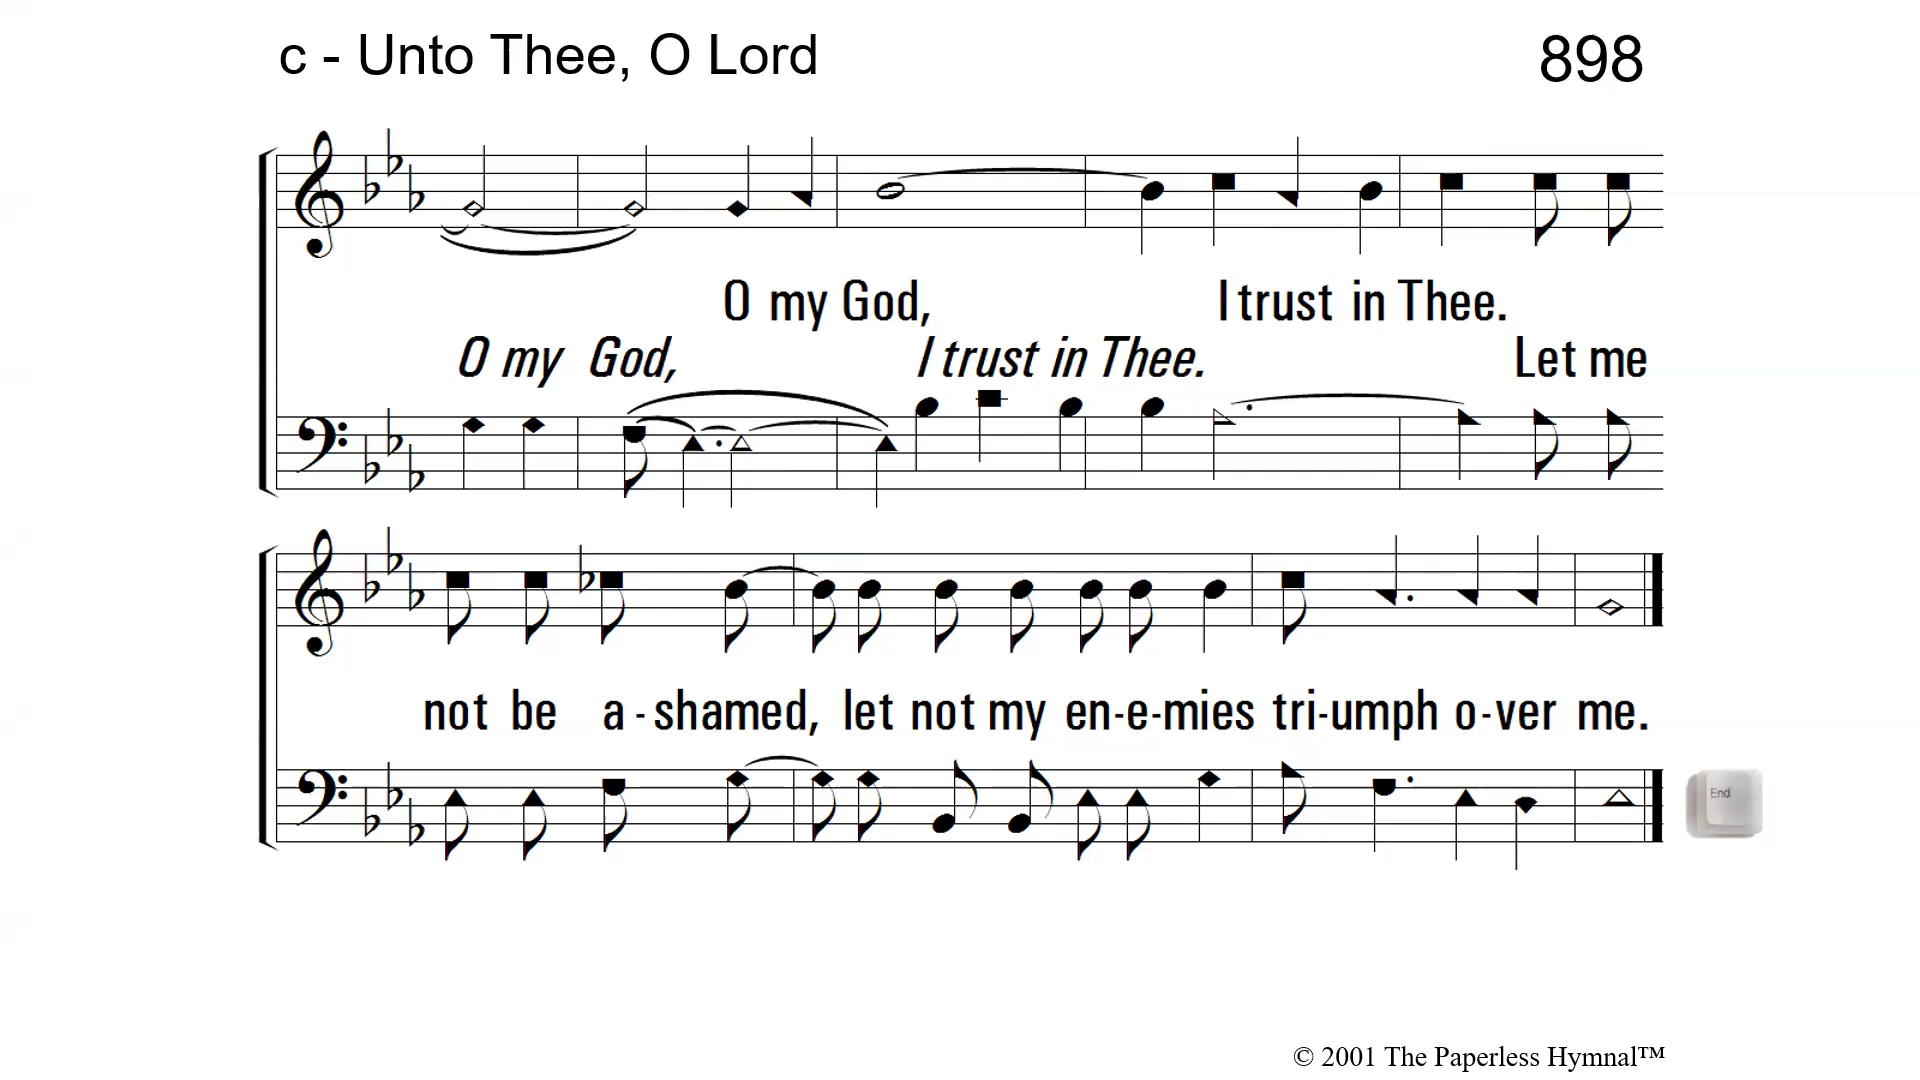 c - Unto Thee, O Lord
898
O my God, I trust in Thee.
O my God, I trust in Thee. Let me
not be a-shamed, let not my en-e-mies tri-umph o-ver me.
End
© 2001 The Paperless Hymnal™